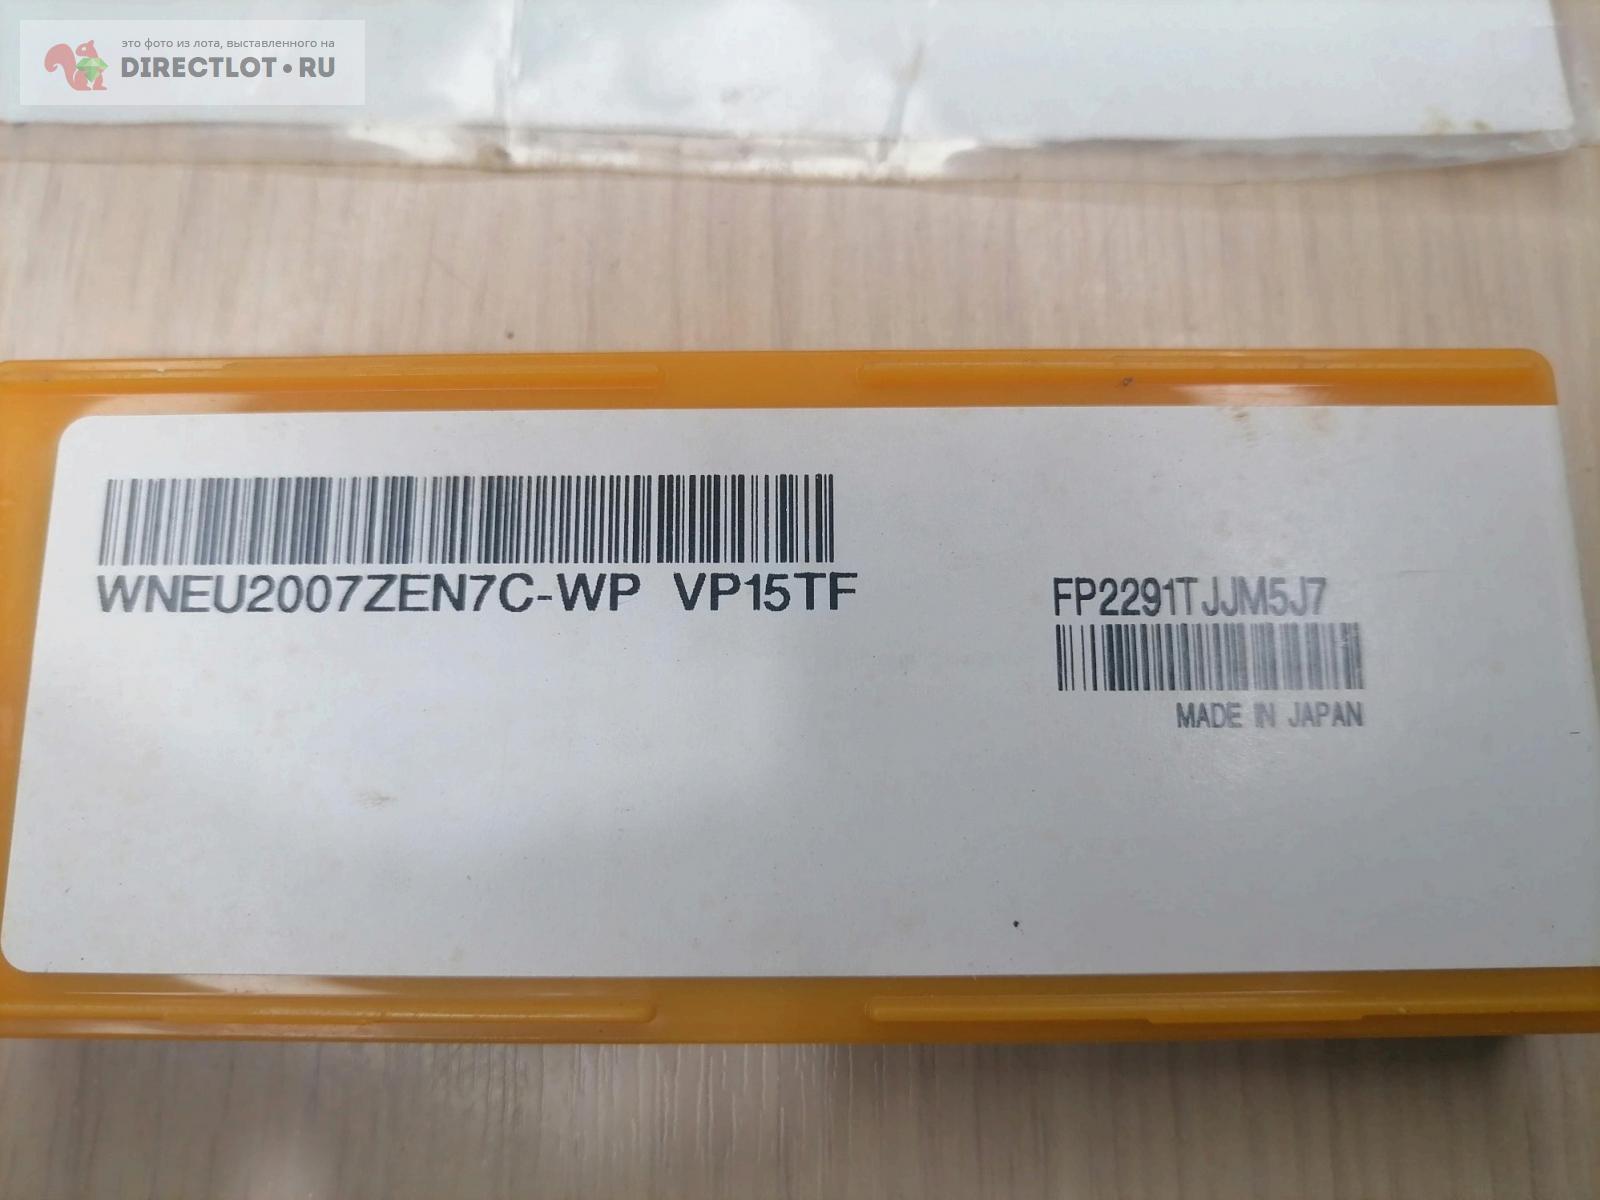 это фото из лота, выставленного на
DIRECTLOT•RU
WNEU2007ZEN7C-WP VP15TF
FP2291TJJM5J7
MADE IN JAPAN